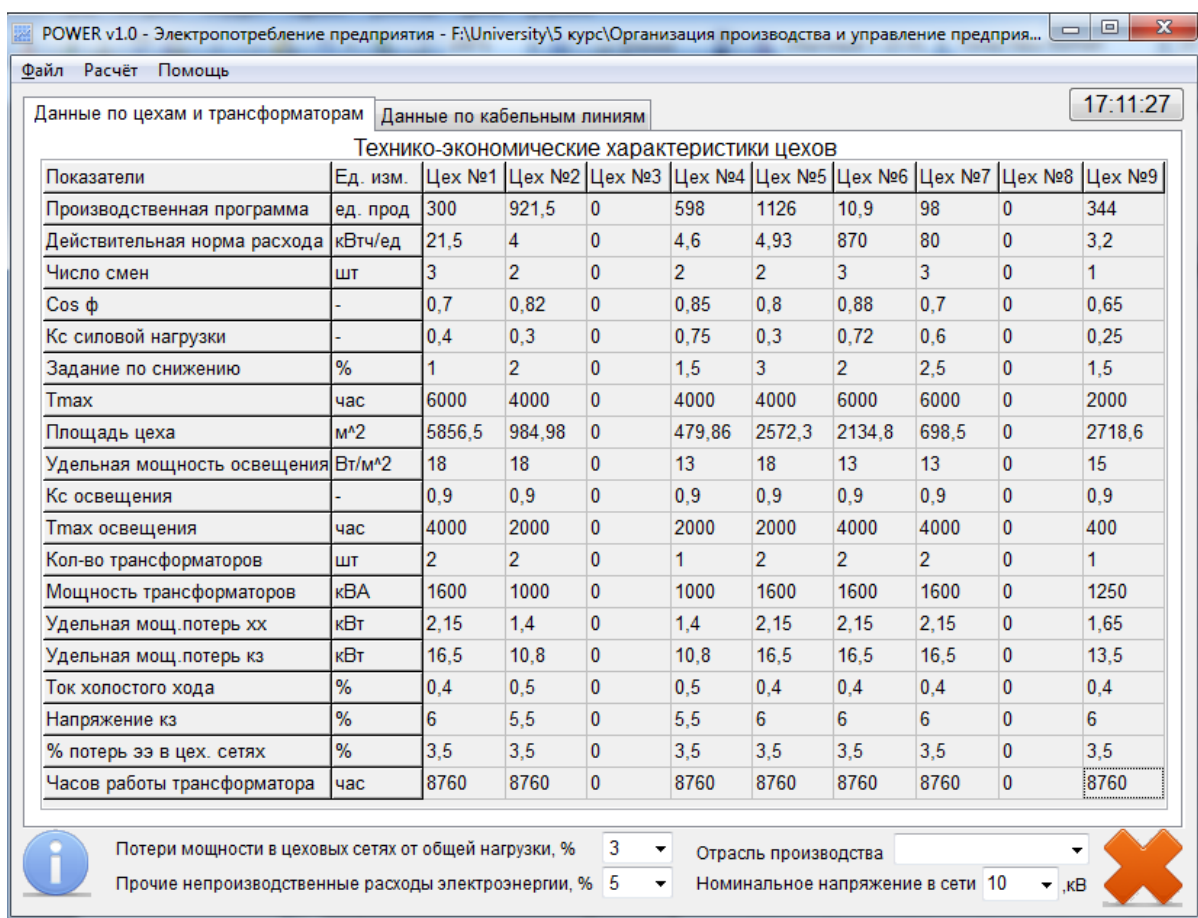 POWER v1.0 - Электропотребление предприятия - F:\University\5 курс\Организация производства и управление предприя...
Файл Расчёт Помощь
17:11:27
Данные по цехам и трансформаторам Данные по кабельным линиям
Технико-экономические характеристики цехов
Показатели Ед. изм. Цех №1 Цех №2 Цех №3 Цех №4 Цех №5 Цех №6 Цех №7 Цех №8 Цех №9
Производственная программа ед. прод 300 921,5 0 598 1126 10,9 98 0 344
Действительная норма расхода кВтч/ед 21,5 4 0 4,6 4,93 870 80 0 3,2
Число смен шт 3 2 0 2 2 3 3 0 1
Cos ф - 0,7 0,82 0 0,85 0,8 0,88 0,7 0 0,65
Кс силовой нагрузки - 0,4 0,3 0 0,75 0,3 0,72 0,6 0 0,25
Задание по снижению % 1 2 0 1,5 3 2 2,5 0 1,5
Tmax час 6000 4000 0 4000 4000 6000 6000 0 2000
Площадь цеха м^2 5856,5 984,98 0 479,86 2572,3 2134,8 698,5 0 2718,6
Удельная мощность освещения Вт/м^2 18 18 0 13 18 13 13 0 15
Кс освещения - 0,9 0,9 0 0,9 0,9 0,9 0,9 0 0,9
Tmax освещения час 4000 2000 0 2000 2000 4000 4000 0 400
Кол-во трансформаторов шт 2 2 0 1 2 2 2 0 1
Мощность трансформаторов кВА 1600 1000 0 1000 1600 1600 1600 0 1250
Удельная мощ.потерь хх кВт 2,15 1,4 0 1,4 2,15 2,15 2,15 0 1,65
Удельная мощ.потерь кз кВт 16,5 10,8 0 10,8 16,5 16,5 16,5 0 13,5
Ток холостого хода % 0,4 0,5 0 0,5 0,4 0,4 0,4 0 0,4
Напряжение кз % 6 5,5 0 5,5 6 6 6 0 6
% потерь ээ в цех. сетях % 3,5 3,5 0 3,5 3,5 3,5 3,5 0 3,5
Часов работы трансформатора час 8760 8760 0 8760 8760 8760 8760 0 8760
Потери мощности в цеховых сетях от общей нагрузки, % 3 Отрасль производства
Прочие непроизводственные расходы электроэнергии, % 5 Номинальное напряжение в сети 10 ,кВ